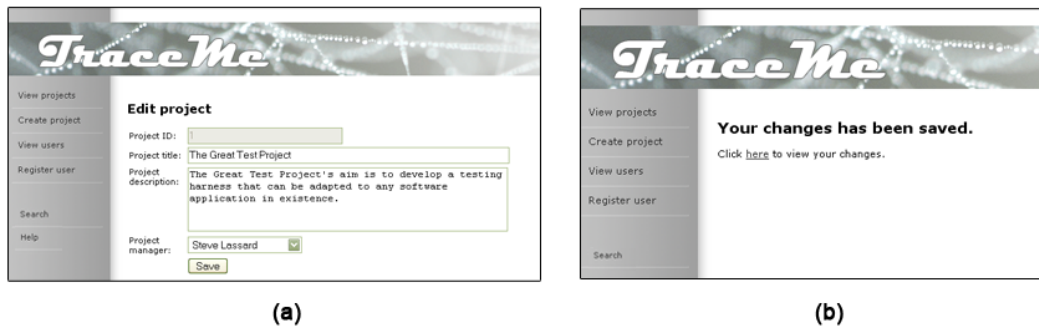 TraceMe
View projects
Create project
View users
Register user
Search
Help
Edit project
Project ID:
1
Project title:
The Great Test Project
Project
description:
The Great Test Project's aim is to develop a testing
harness that can be adapted to any software
application in existence.
Project
manager:
Steve Lassard
Save
(a)
TraceMe
View projects
Create project
View users
Register user
Search
Your changes has been saved.
Click here to view your changes.
(b)